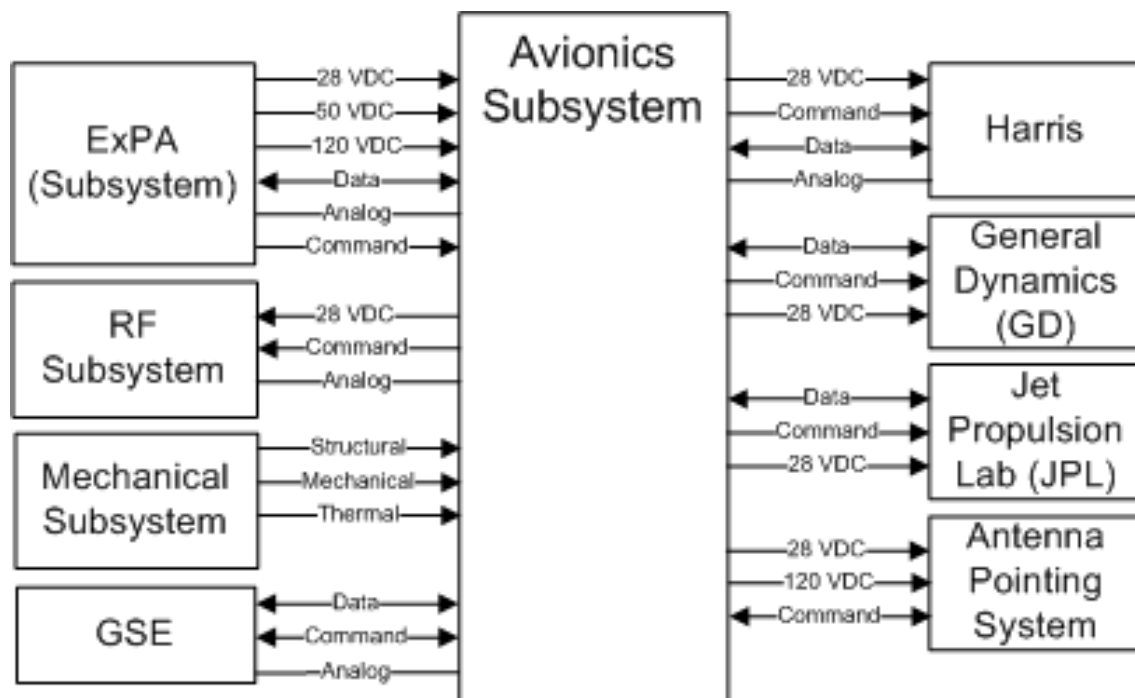 Avionics
Subsystem
ExPA
(Subsystem)
28 VDC
50 VDC
120 VDC
Data
Analog
Command
RF
Subsystem
28 VDC
Command
Analog
Mechanical
Subsystem
Structural
Mechanical
Thermal
GSE
Data
Command
Analog
28 VDC
Command
Data
Analog
Harris
Data
Command
28 VDC
General
Dynamics
(GD)
Data
Command
28 VDC
Jet
Propulsion
Lab (JPL)
28 VDC
120 VDC
Command
Antenna
Pointing
System